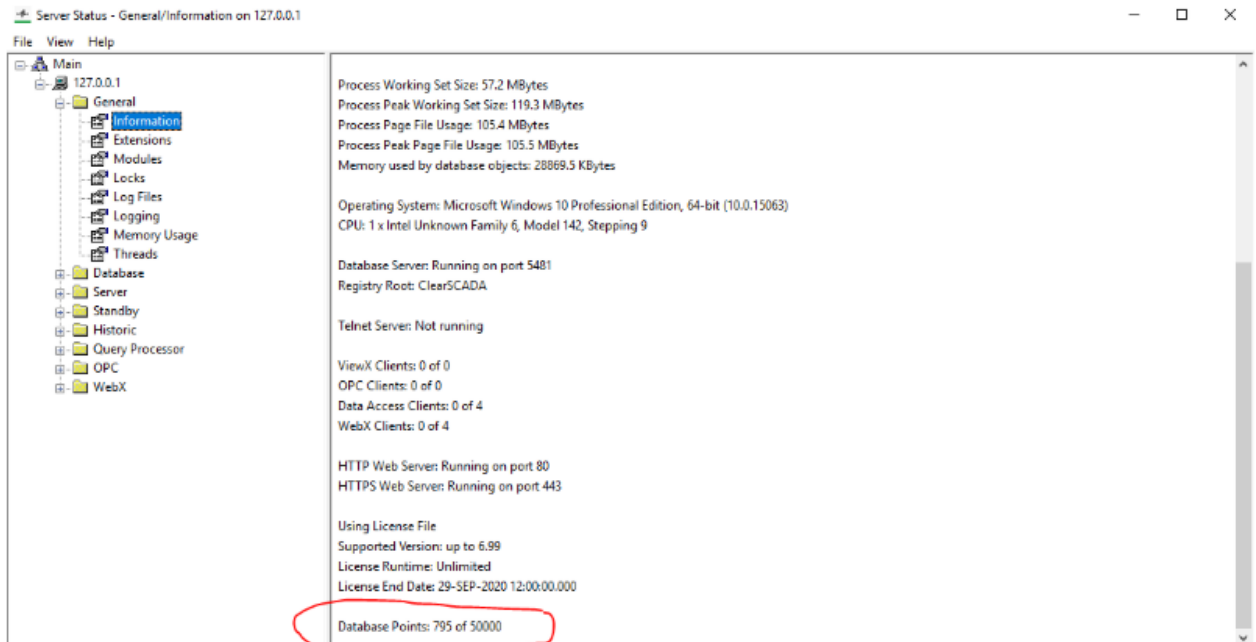 Server Status - General/Information on 127.0.0.1
File View Help
Main
127.0.0.1
General
Information
Extensions
Modules
Locks
Log Files
Logging
Memory Usage
Threads
Database
Server
Standby
Historic
Query Processor
OPC
WebX
Process Working Set Size: 57.2 MBytes
Process Peak Working Set Size: 119.3 MBytes
Process Page File Usage: 105.4 MBytes
Process Peak Page File Usage: 105.5 MBytes
Memory used by database objects: 28869.5 KBytes
Operating System: Microsoft Windows 10 Professional Edition, 64-bit (10.0.15063)
CPU: 1 x Intel Unknown Family 6, Model 142, Stepping 9
Database Server: Running on port 5481
Registry Root: ClearSCADA
Telnet Server: Not running
ViewX Clients: 0 of 0
OPC Clients: 0 of 0
Data Access Clients: 0 of 4
WebX Clients: 0 of 4
HTTP Web Server: Running on port 80
HTTPS Web Server: Running on port 443
Using License File
Supported Version: up to 6.99
License Runtime: Unlimited
License End Date: 29-SEP-2020 12:00:00.000
Database Points: 795 of 50000